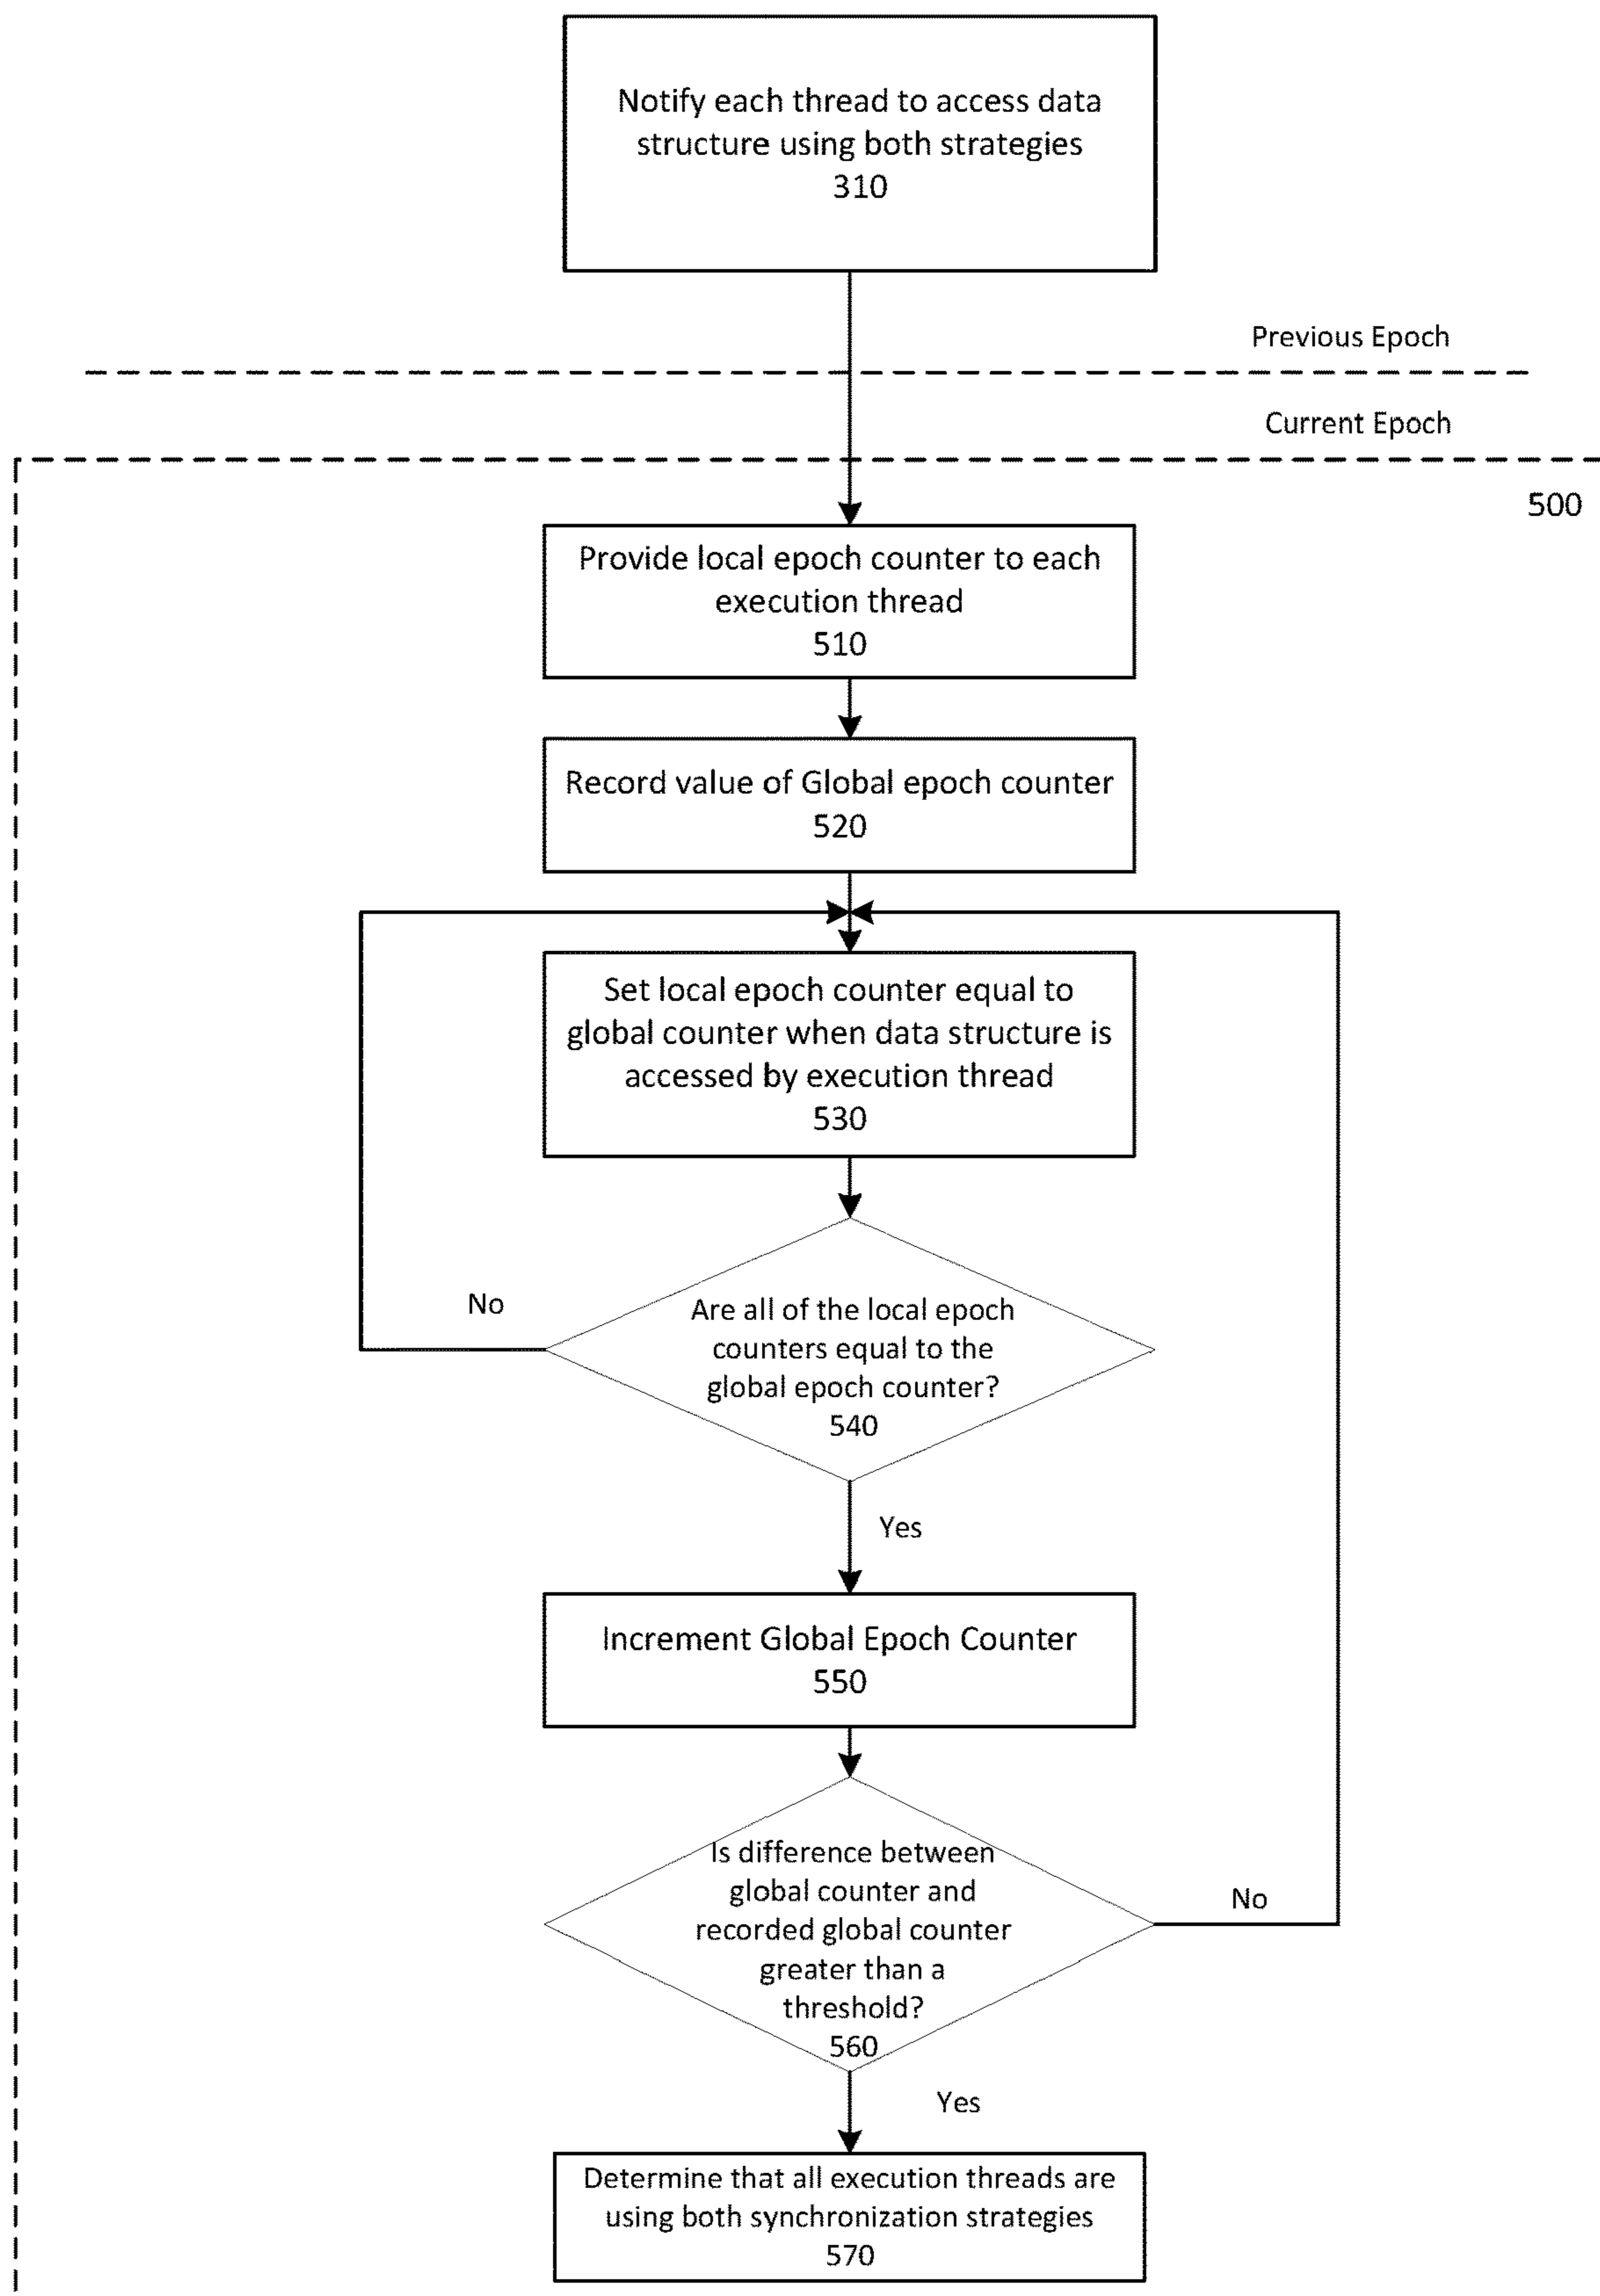 Notify each thread to access data
structure using both strategies
310
Previous Epoch
Current Epoch
500
Provide local epoch counter to each
execution thread
510
Record value of Global epoch counter
520
Set local epoch counter equal to
global counter when data structure is
accessed by execution thread
530
No
Are all of the local epoch
counters equal to the
global epoch counter?
540
Yes
Increment Global Epoch Counter
550
Is difference between
global counter and
recorded global counter
greater than a
threshold?
560
No
Yes
Determine that all execution threads are
using both synchronization strategies
570